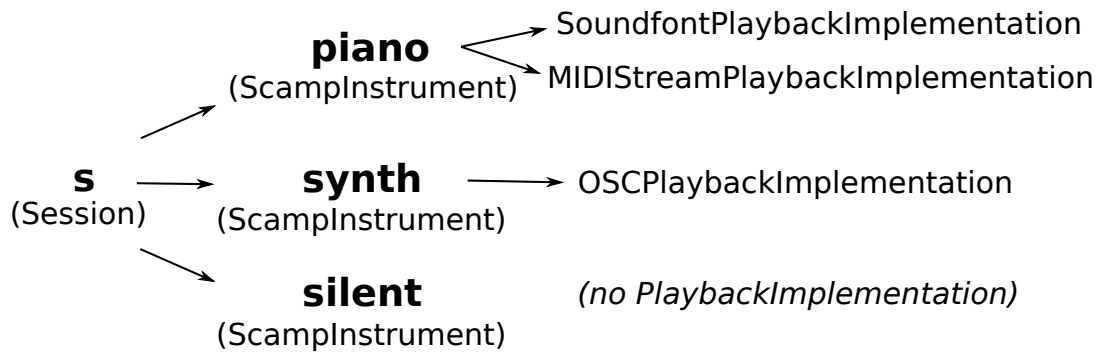 piano
(ScampInstrument)
SoundfontPlaybackImplementation
MIDIStreamPlaybackImplementation
s
(Session)
synth
(ScampInstrument)
OSCPlaybackImplementation
silent
(ScampInstrument)
(no PlaybackImplementation)